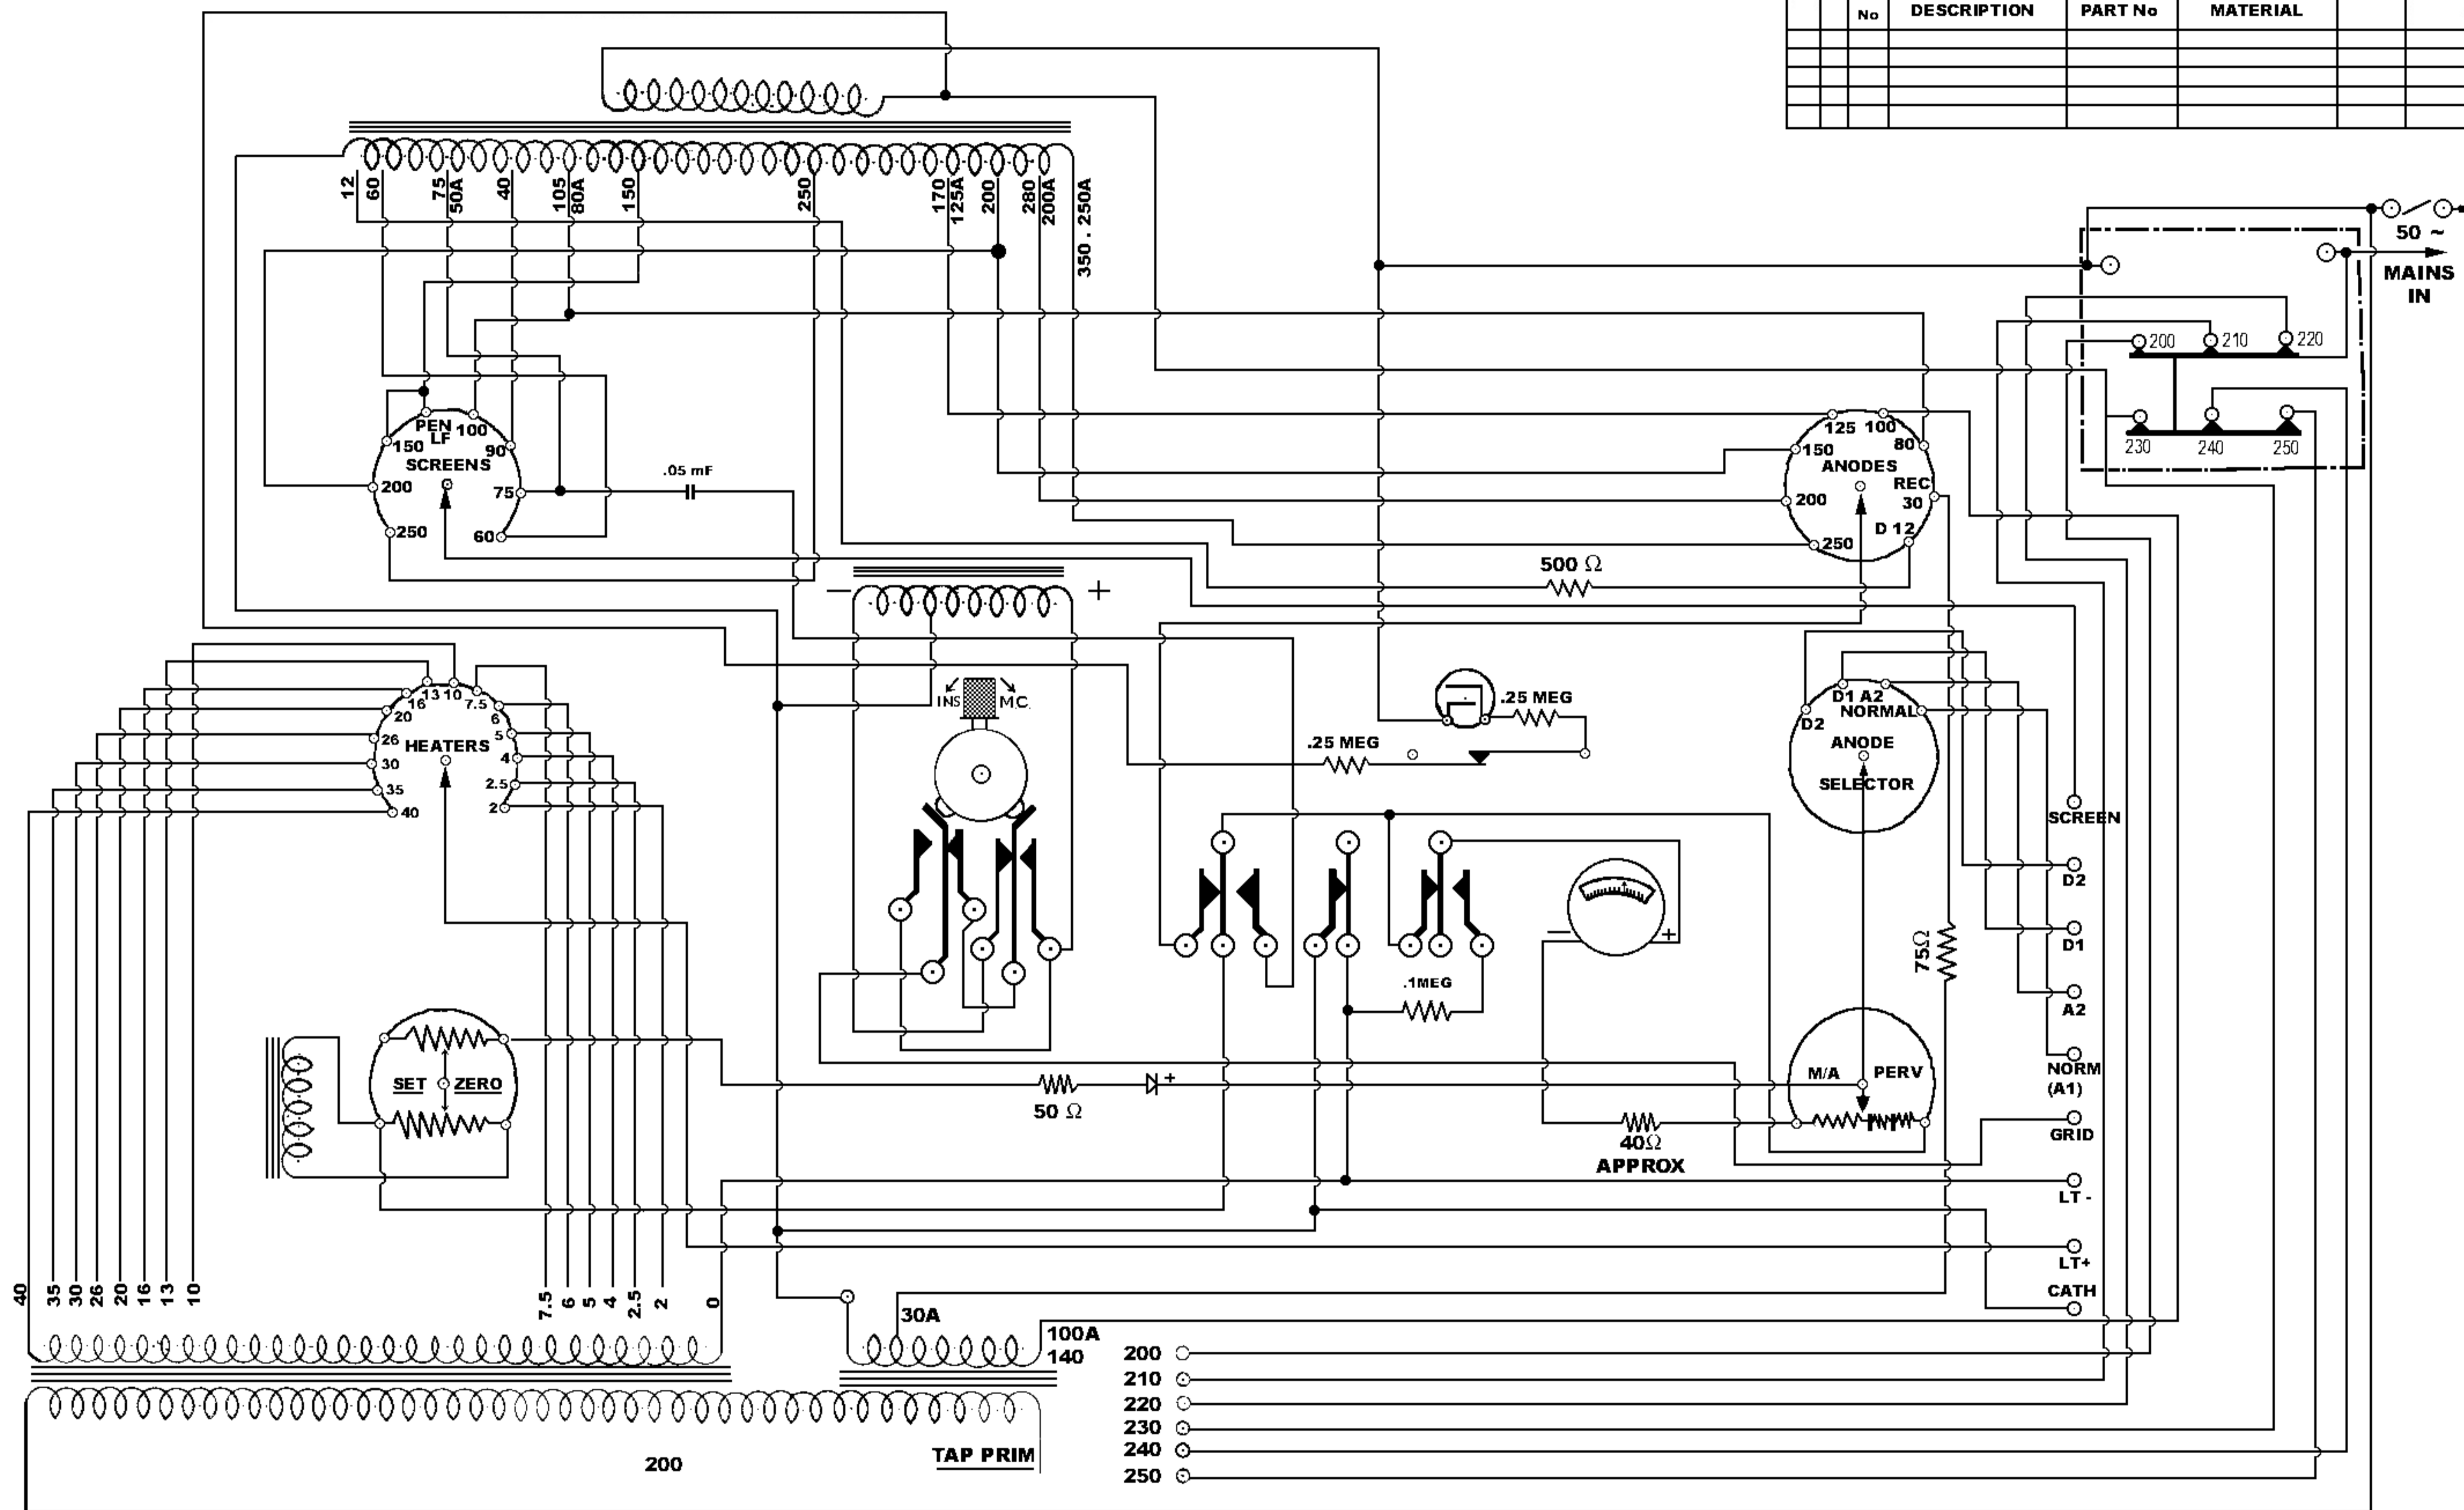 No DESCRIPTION PART No MATERIAL
12
60
75
50A
40
105
80A
150
250
170
125A
200
280
200A
350 . 250A
50 ~
MAINS
IN
200 210 220
230 240 250
PEN
LF
100
150
90
SCREENS
200
75
250
60
.05 mF
125 100
150
80
ANODES
REC
200
30
D 12
250
500 Ω
− +
INS M.C.
13 10
16
7.5
20
6
26
5
HEATERS
4
30
2.5
35
2
40
.25 MEG
.25 MEG
D1 A2
NORMAL
D2
ANODE
SELECTOR
SCREEN
D2
D1
A2
NORM
(A1)
GRID
LT -
LT+
CATH
− +
.1MEG
75Ω
SET ZERO
50 Ω
+
M/A PERV
40Ω
APPROX
40
35
30
26
20
16
13
10
7.5
6
5
4
2.5
2
0
30A
100A
140
200
210
220
230
240
250
TAP PRIM
200